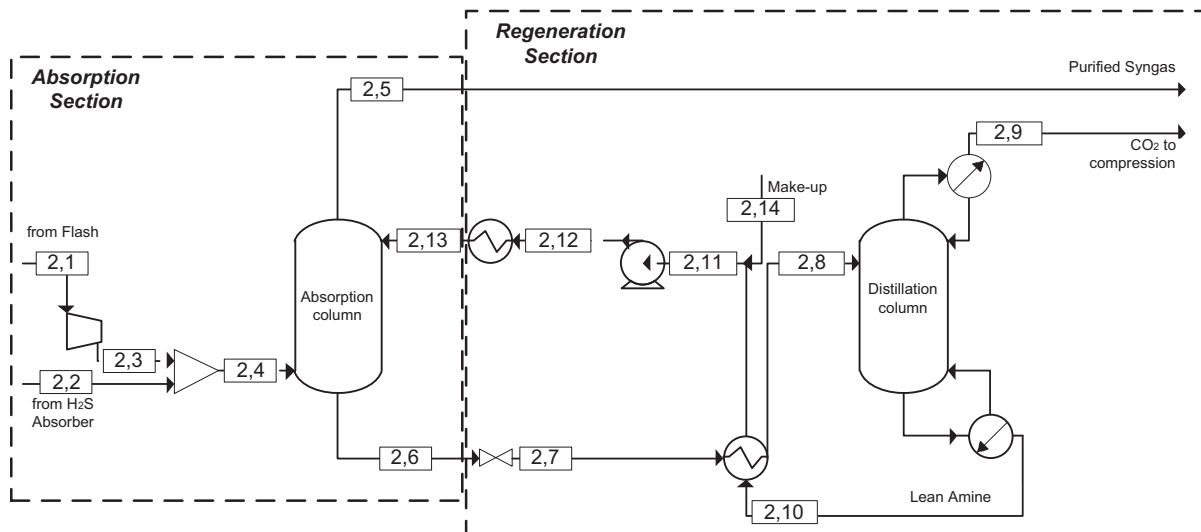 Regeneration
Section
Absorption
Section
2,5
Purified Syngas
2,9
CO2 to
compression
Make-up
2,14
from Flash
2,1
2,13
2,12
2,11
2,8
Absorption
column
Distillation
column
2,3
2,4
2,2
from H2S
Absorber
2,6
2,7
Lean Amine
2,10